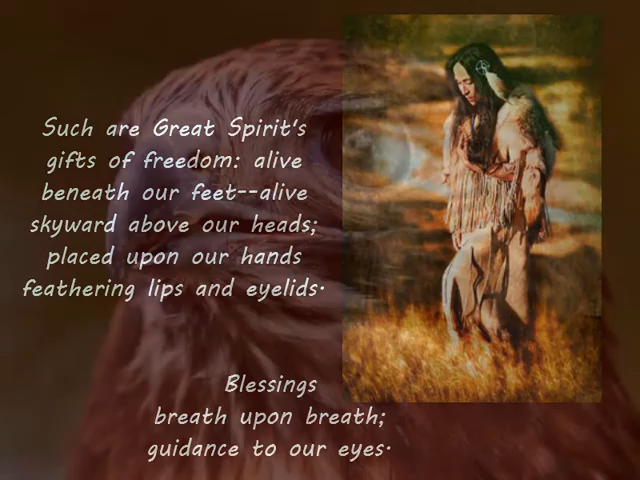 Such are Great Spirit's
gifts of freedom: alive
beneath our feet--alive
skyward above our heads;
placed upon our hands
feathering lips and eyelids.
Blessings
breath upon breath;
guidance to our eyes.